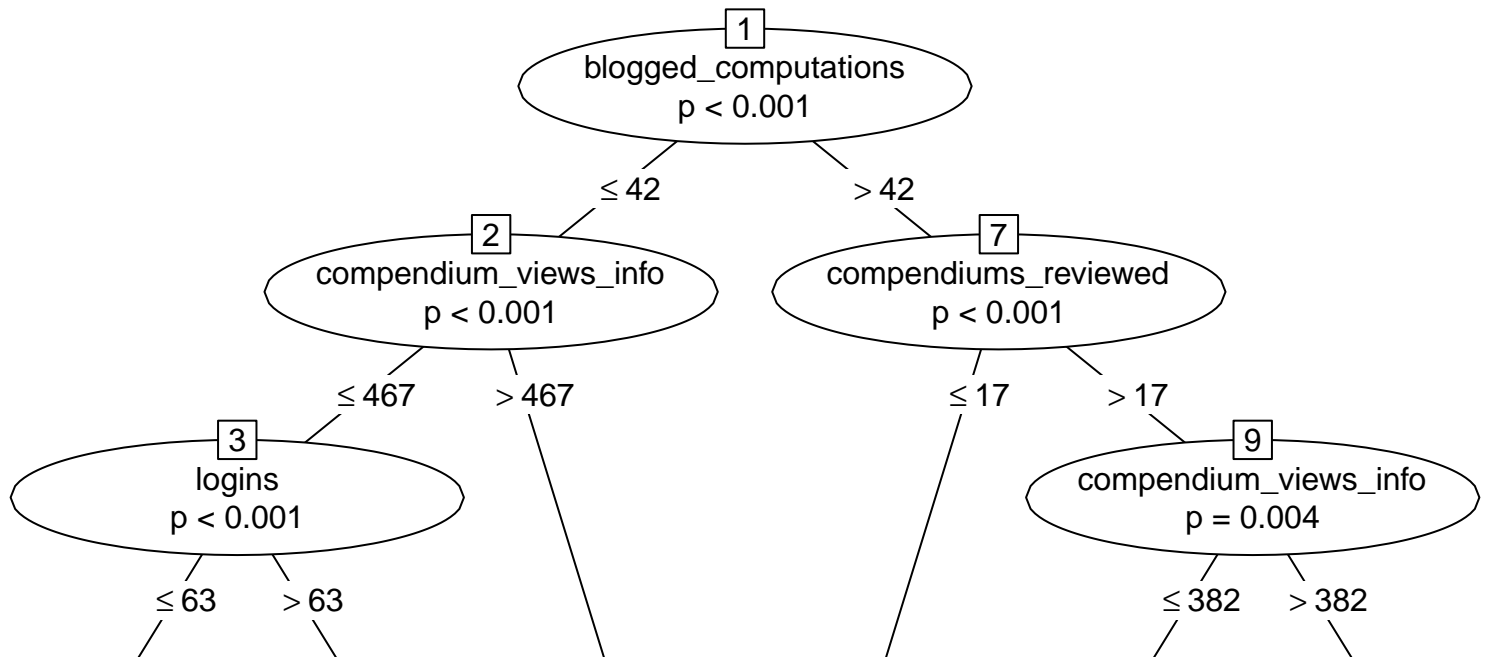 1
blogged_computations
p < 0.001
≤ 42
> 42
2
compendium_views_info
p < 0.001
7
compendiums_reviewed
p < 0.001
≤ 467
> 467
≤ 17
> 17
3
logins
p < 0.001
9
compendium_views_info
p = 0.004
≤ 63
> 63
≤ 382
> 382